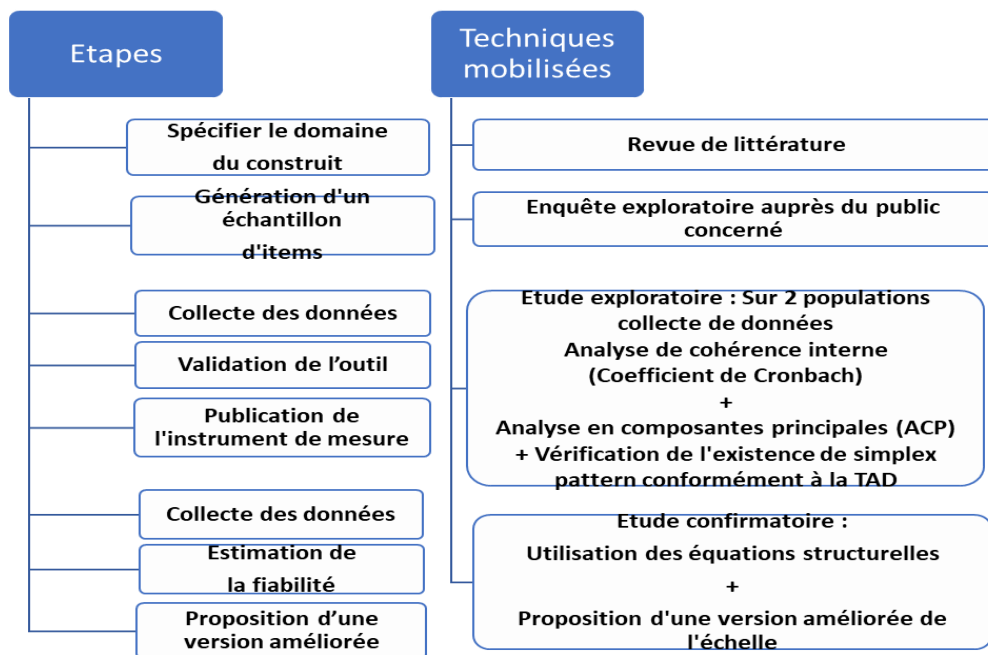 Etapes
Spécifier le domaine
du construit
Génération d'un
échantillon
d'items
Collecte des données
Validation de l’outil
Publication de
l'instrument de mesure
Collecte des données
Estimation de
la fiabilité
Proposition d’une
version améliorée
Techniques
mobilisées
Revue de littérature
Enquête exploratoire auprès du public
concerné
Etude exploratoire : Sur 2 populations
collecte de données
Analyse de cohérence interne
(Coefficient de Cronbach)
+
Analyse en composantes principales (ACP)
+ Vérification de l'existence de simplex
pattern conformément à la TAD
Etude confirmatoire :
Utilisation des équations structurelles
+
Proposition d'une version améliorée de
l'échelle